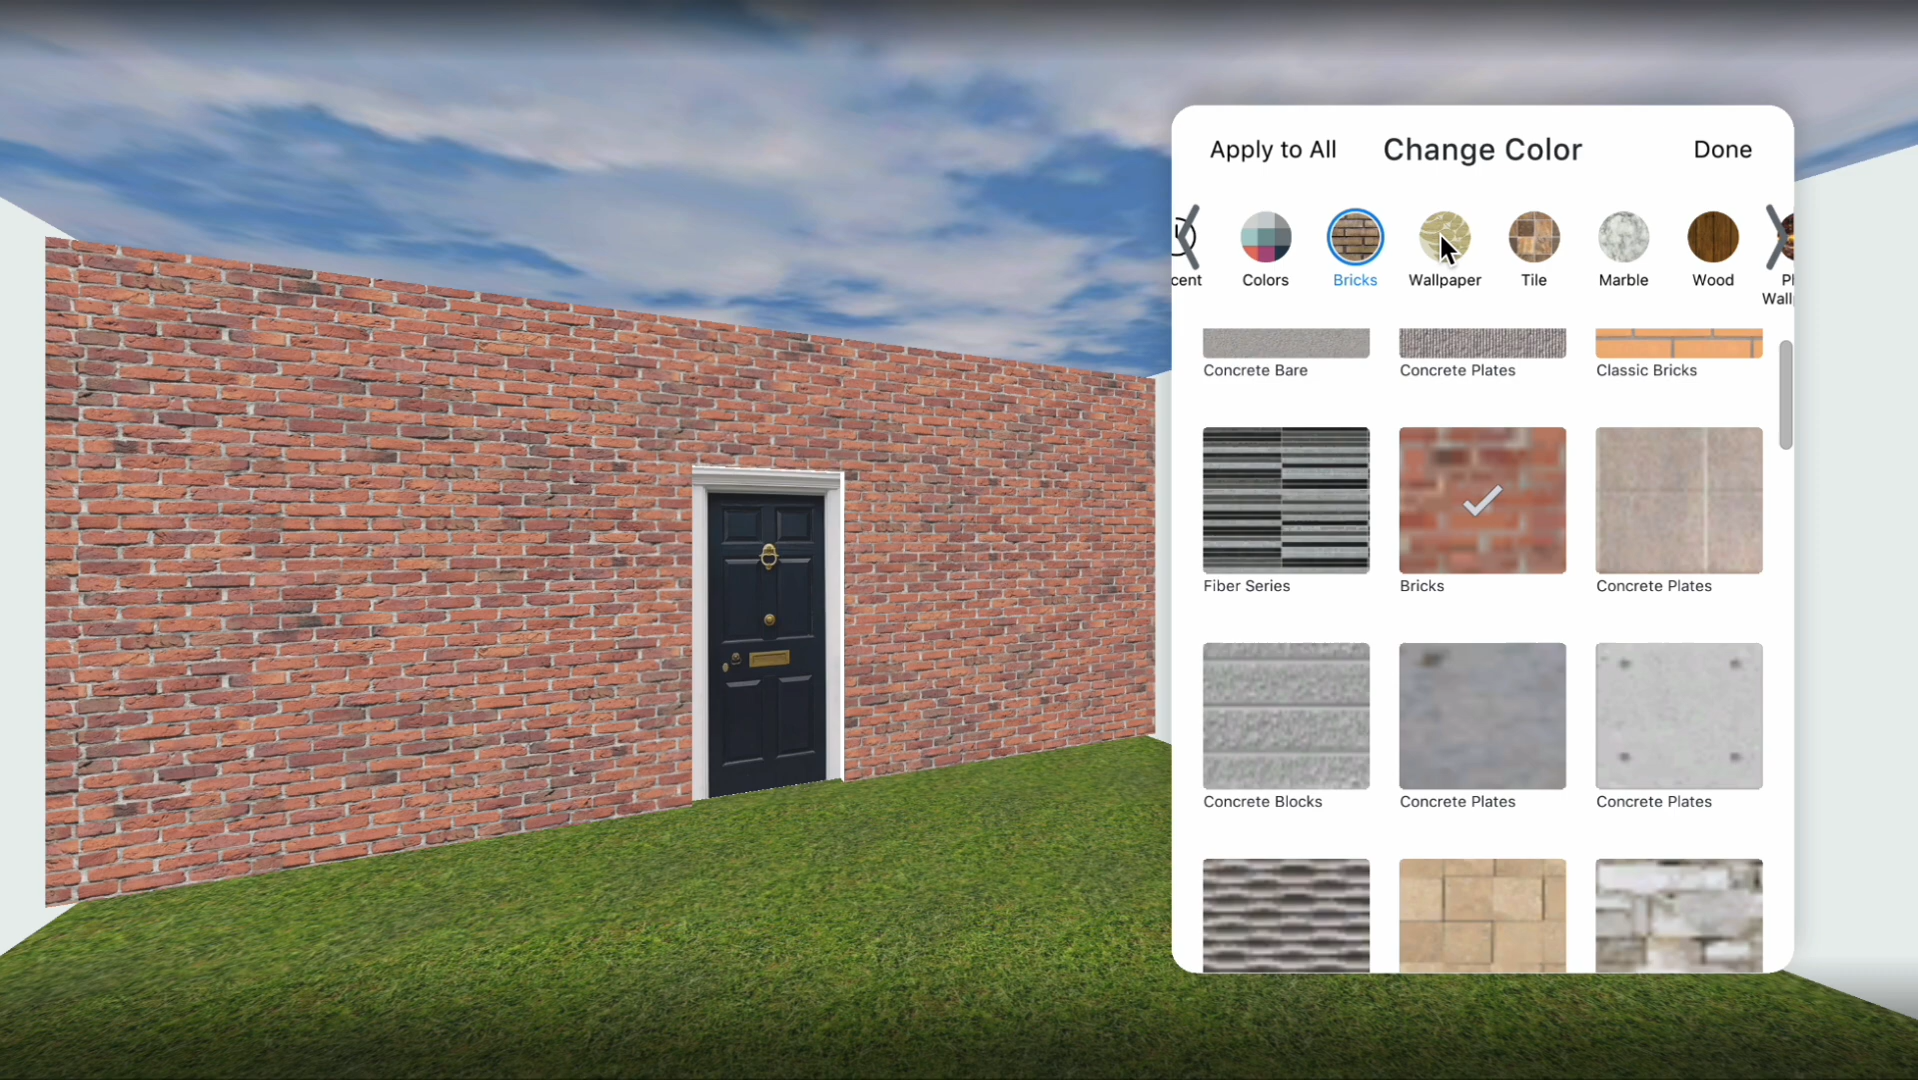 Apply to All Change Color Done
cent Colors Bricks Wallpaper Tile Marble Wood
Concrete Bare Concrete Plates Classic Bricks
Fiber Series Bricks Concrete Plates
Concrete Blocks Concrete Plates Concrete Plates